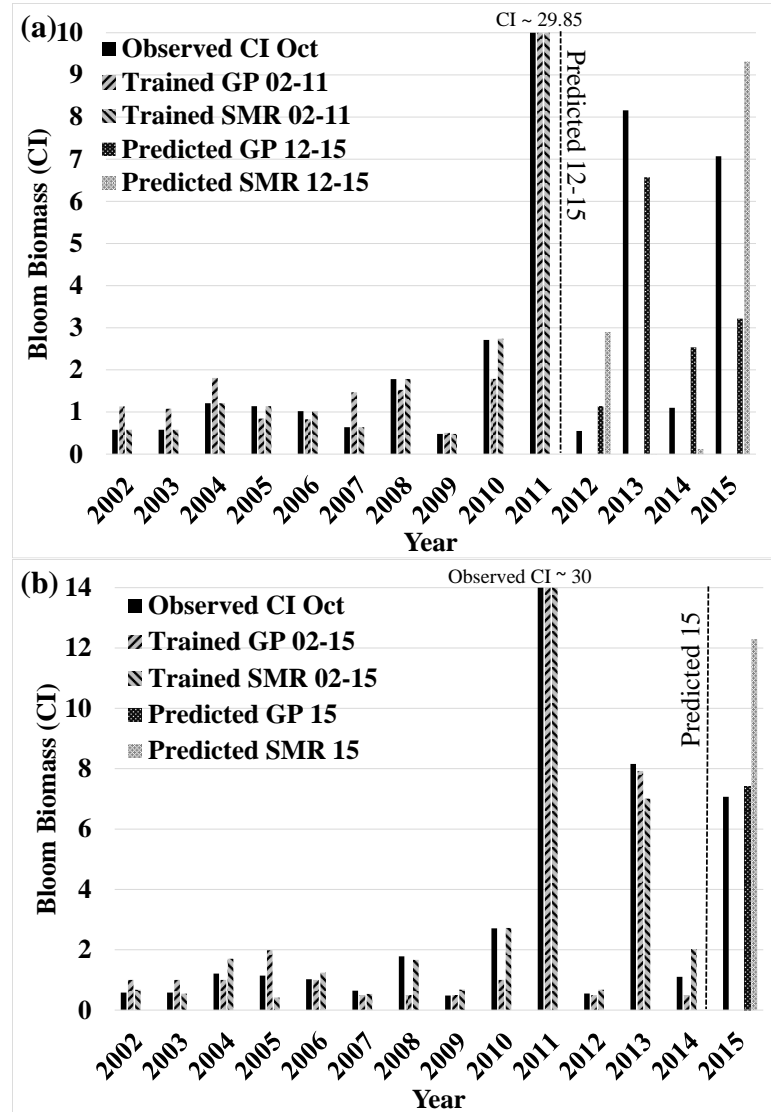 (a)
CI ~ 29.85
10
9
8
7
6
5
4
3
2
1
0
Bloom Biomass (CI)
Observed CI Oct
Trained GP 02-11
Trained SMR 02-11
Predicted GP 12-15
Predicted SMR 12-15
Predicted 12-15
2002 2003 2004 2005 2006 2007 2008 2009 2010 2011 2012 2013 2014 2015
Year
(b)
Observed CI ~ 30
14
12
10
8
6
4
2
0
Bloom Biomass (CI)
Observed CI Oct
Trained GP 02-15
Trained SMR 02-15
Predicted GP 15
Predicted SMR 15
Predicted 15
2002 2003 2004 2005 2006 2007 2008 2009 2010 2011 2012 2013 2014 2015
Year